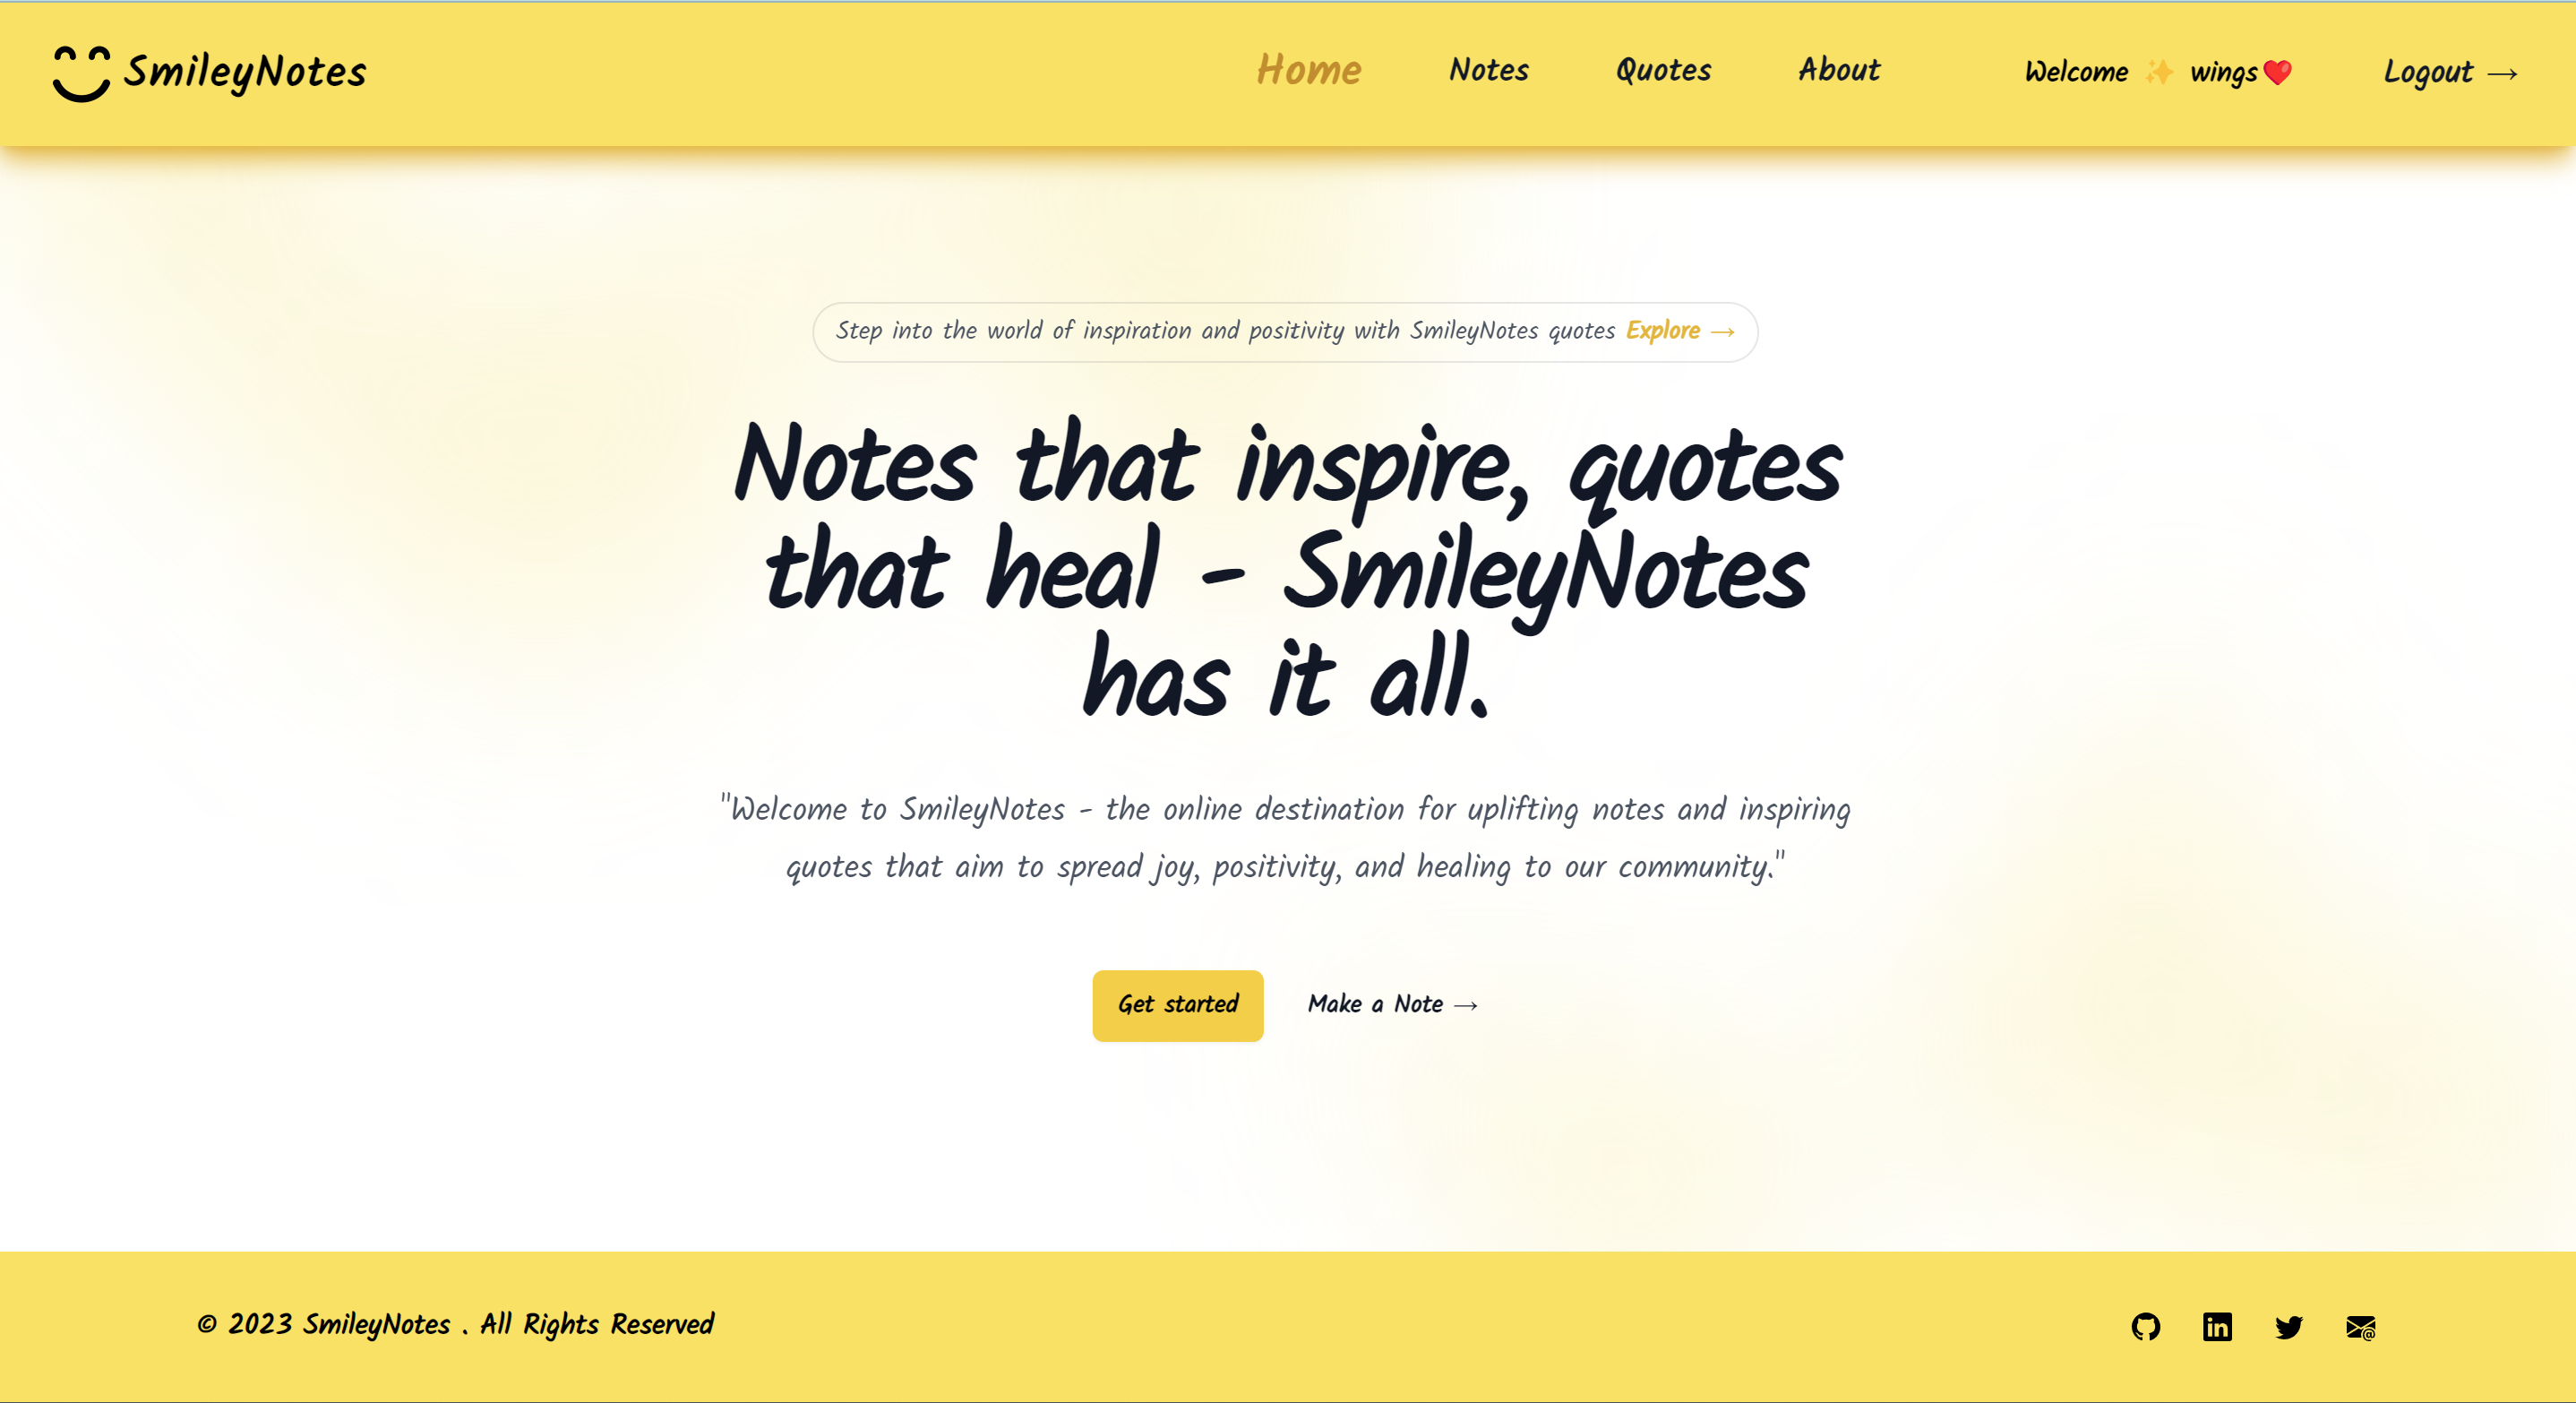 SmileyNotes
Home Notes Quotes About Welcome ✨ wings❤️ Logout →
Step into the world of inspiration and positivity with SmileyNotes quotes Explore →
Notes that inspire, quotes
that heal - SmileyNotes
has it all.
"Welcome to SmileyNotes - the online destination for uplifting notes and inspiring
quotes that aim to spread joy, positivity, and healing to our community."
Get started Make a Note →
© 2023 SmileyNotes . All Rights Reserved